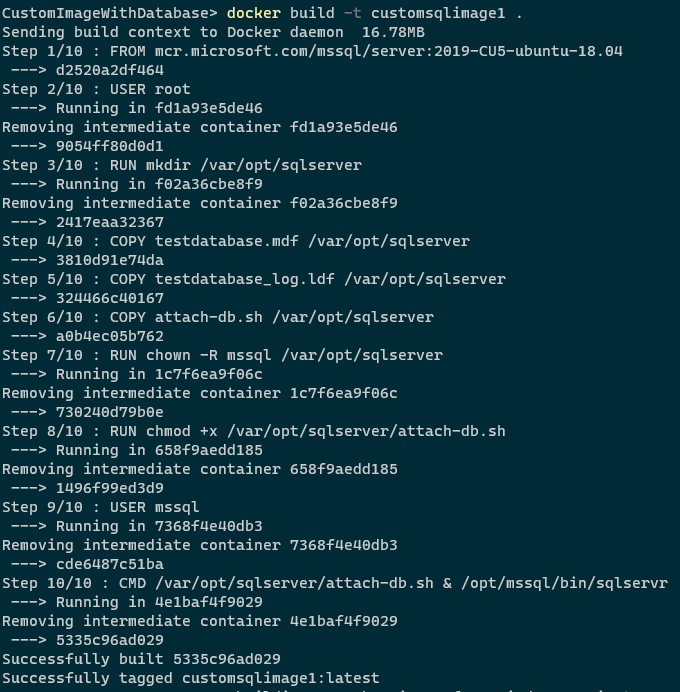 CustomImageWithDatabase> docker build -t customsqlimage1 .
Sending build context to Docker daemon  16.78MB
Step 1/10 : FROM mcr.microsoft.com/mssql/server:2019-CU5-ubuntu-18.04
 ---> d2520a2df464
Step 2/10 : USER root
 ---> Running in fd1a93e5de46
Removing intermediate container fd1a93e5de46
 ---> 9054ff80d0d1
Step 3/10 : RUN mkdir /var/opt/sqlserver
 ---> Running in f02a36cbe8f9
Removing intermediate container f02a36cbe8f9
 ---> 2417eaa32367
Step 4/10 : COPY testdatabase.mdf /var/opt/sqlserver
 ---> 3810d91e74da
Step 5/10 : COPY testdatabase_log.ldf /var/opt/sqlserver
 ---> 324466c40167
Step 6/10 : COPY attach-db.sh /var/opt/sqlserver
 ---> a0b4ec05b762
Step 7/10 : RUN chown -R mssql /var/opt/sqlserver
 ---> Running in 1c7f6ea9f06c
Removing intermediate container 1c7f6ea9f06c
 ---> 730240d79b0e
Step 8/10 : RUN chmod +x /var/opt/sqlserver/attach-db.sh
 ---> Running in 658f9aedd185
Removing intermediate container 658f9aedd185
 ---> 1496f99ed3d9
Step 9/10 : USER mssql
 ---> Running in 7368f4e40db3
Removing intermediate container 7368f4e40db3
 ---> cde6487c51ba
Step 10/10 : CMD /var/opt/sqlserver/attach-db.sh & /opt/mssql/bin/sqlservr
 ---> Running in 4e1baf4f9029
Removing intermediate container 4e1baf4f9029
 ---> 5335c96ad029
Successfully built 5335c96ad029
Successfully tagged customsqlimage1:latest